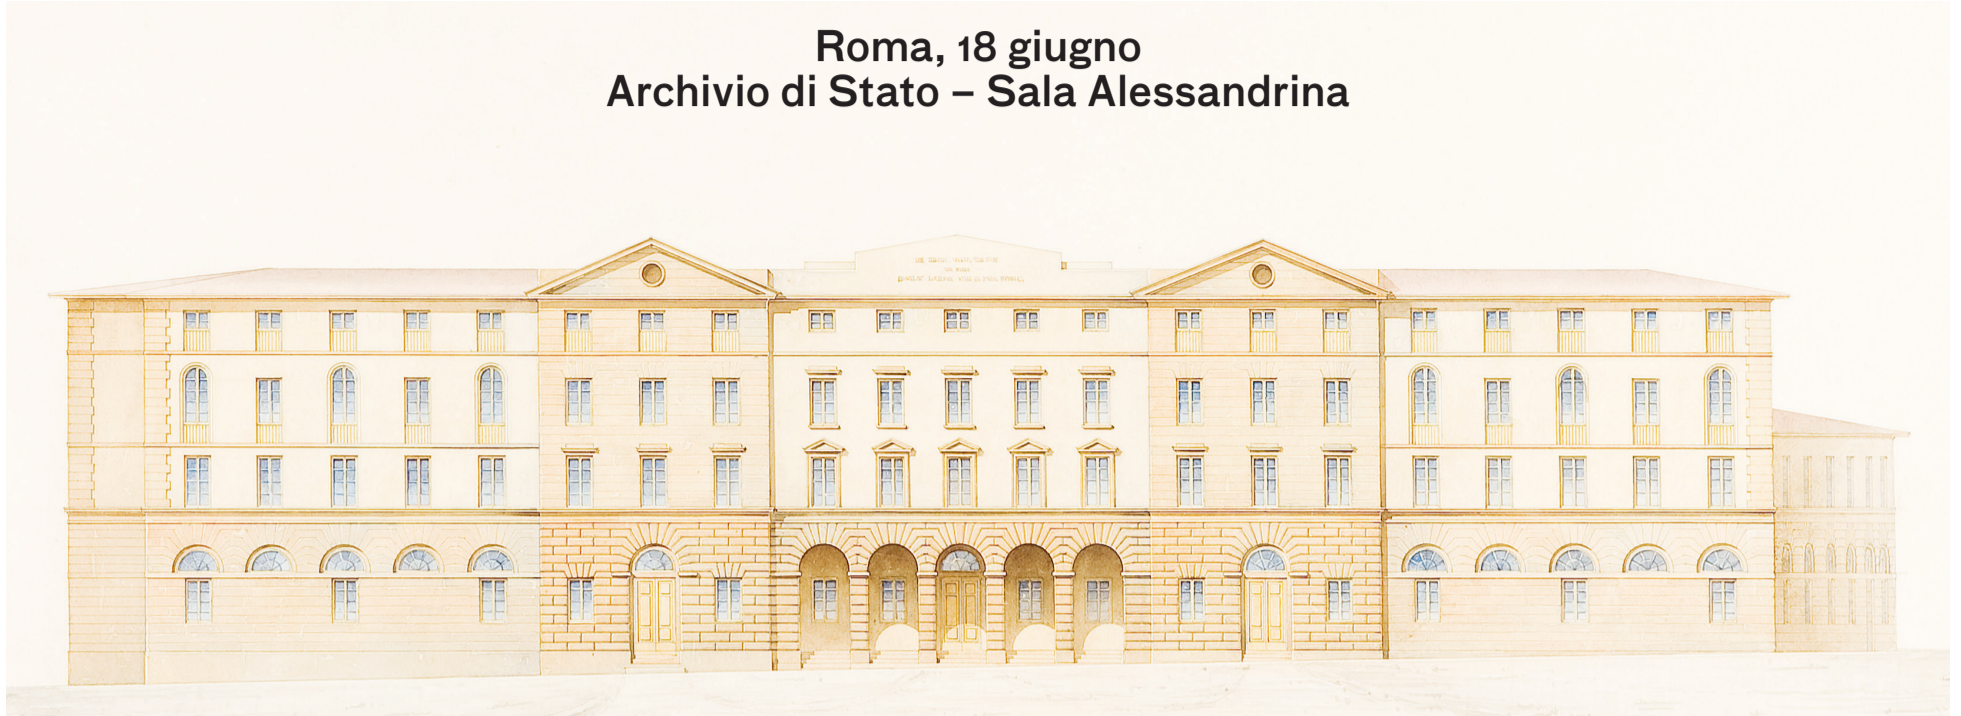 Roma, 18 giugno
Archivio di Stato – Sala Alessandrina